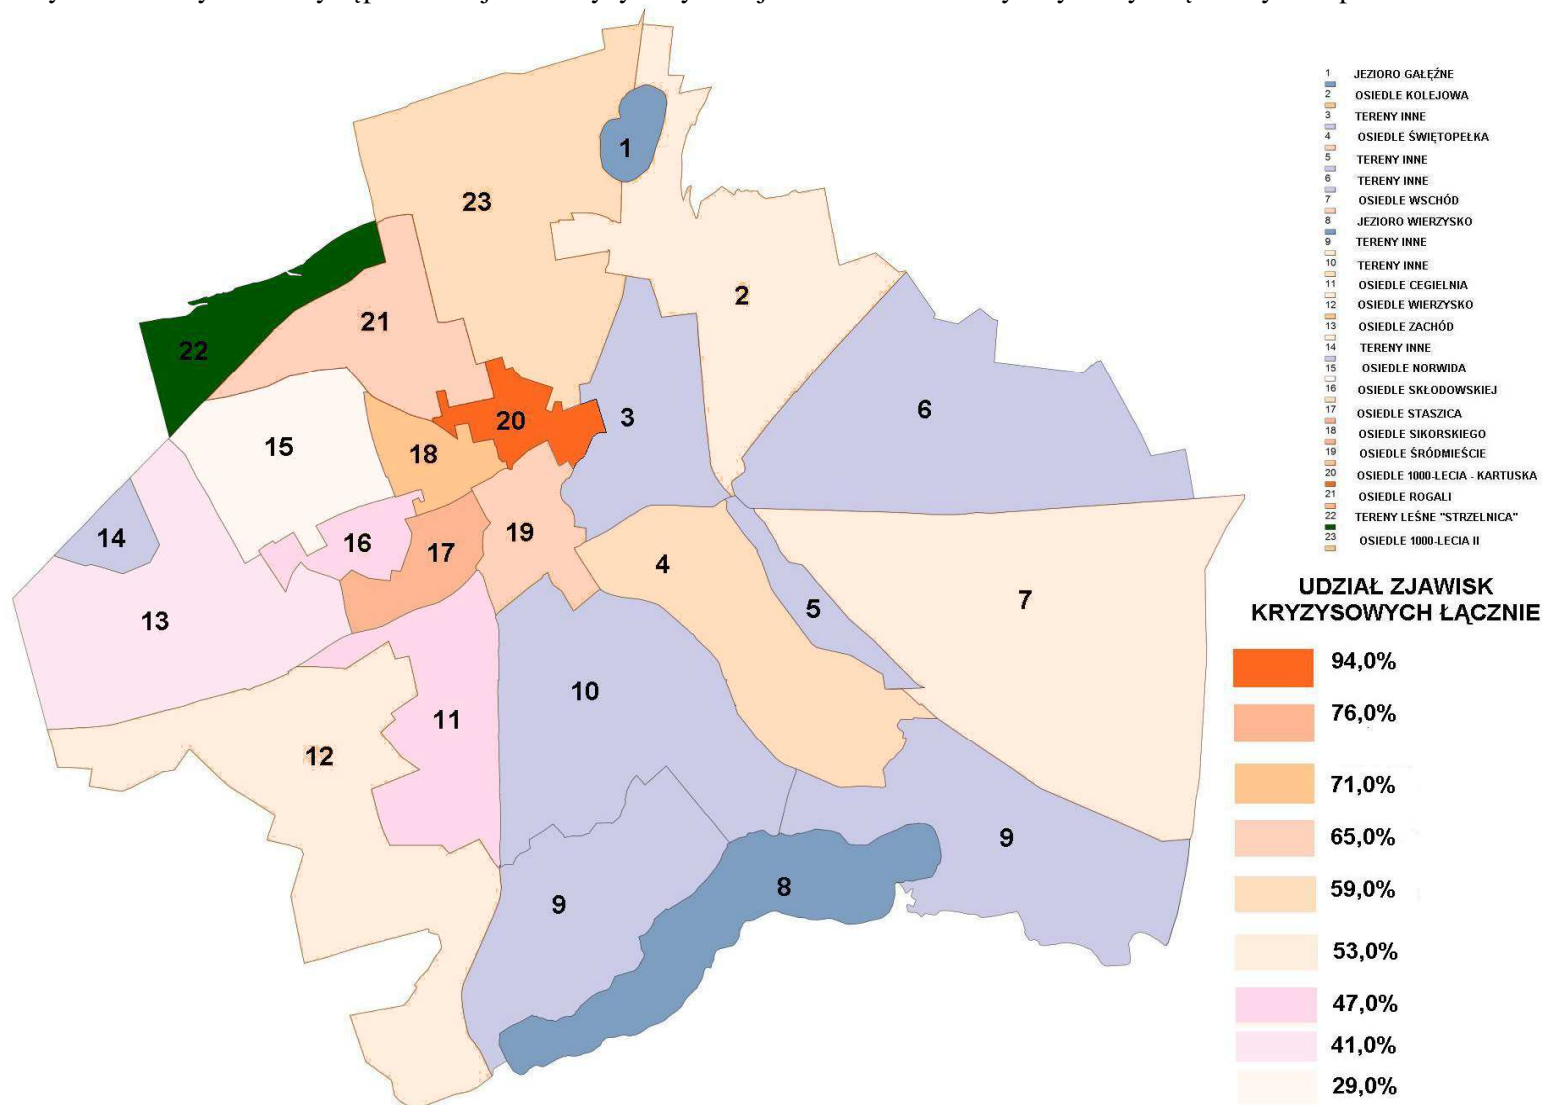 1
23
2
21
22
6
3
20
15
18
19
14
16
17
4
5
7
13
10
11
12
9
8
9
1 JEZIORO GAŁĘŹNE
2 OSIEDLE KOLEJOWA
3 TERENY INNE
4 OSIEDLE ŚWIĘTOPEŁKA
5 TERENY INNE
6 TERENY INNE
7 OSIEDLE WSCHÓD
8 JEZIORO WIERZYSKO
9 TERENY INNE
10 TERENY INNE
11 OSIEDLE CEGIELNIA
12 OSIEDLE WIERZYSKO
13 OSIEDLE ZACHÓD
14 TERENY INNE
15 OSIEDLE NORWIDA
16 OSIEDLE SKŁODOWSKIEJ
17 OSIEDLE STASZICA
18 OSIEDLE SIKORSKIEGO
19 OSIEDLE ŚRÓDMIEŚCIE
20 OSIEDLE 1000-LECIA - KARTUSKA
21 OSIEDLE ROGALI
22 TERENY LEŚNE "STRZELNICA"
23 OSIEDLE 1000-LECIA II
UDZIAŁ ZJAWISK
KRYZYSOWYCH ŁĄCZNIE
94,0%
76,0%
71,0%
65,0%
59,0%
53,0%
47,0%
41,0%
29,0%